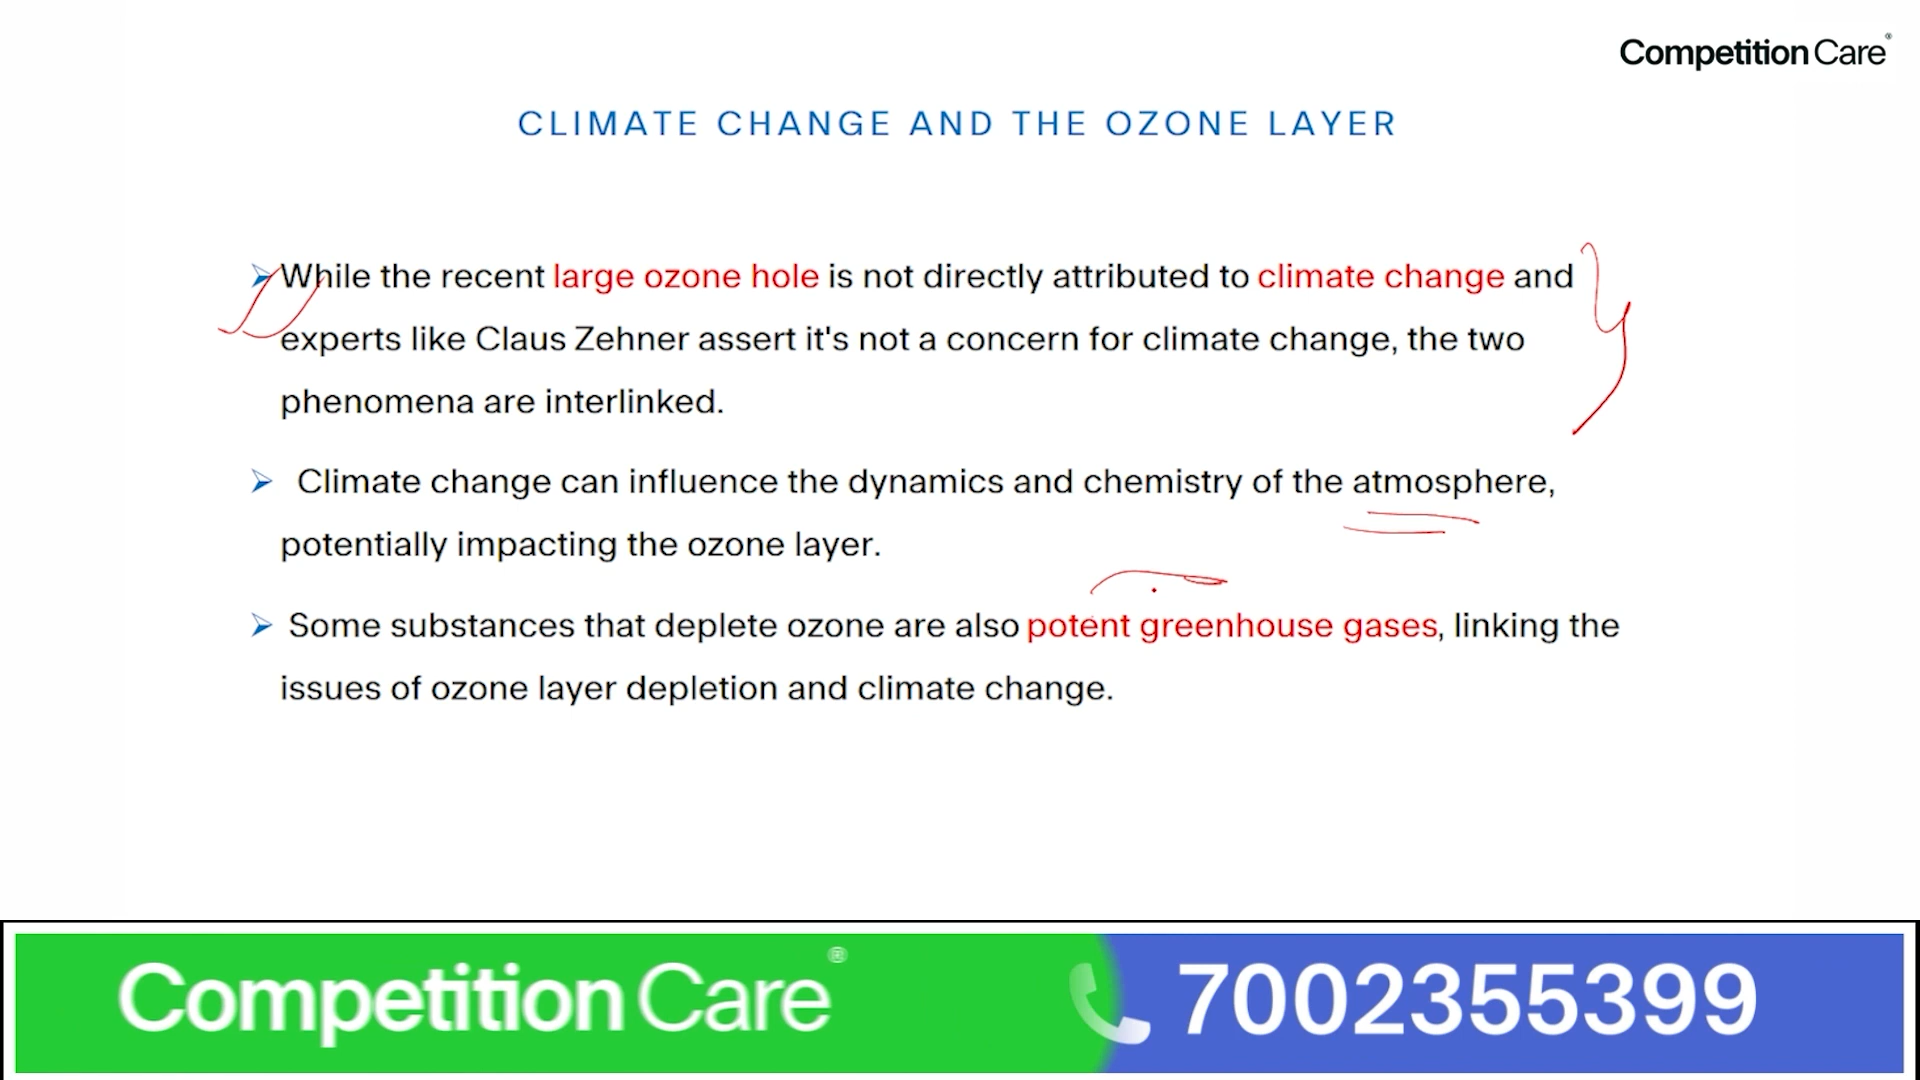 Competition Care
CLIMATE CHANGE AND THE OZONE LAYER
➢ While the recent large ozone hole is not directly attributed to climate change and
experts like Claus Zehner assert it's not a concern for climate change, the two
phenomena are interlinked.
➢ Climate change can influence the dynamics and chemistry of the atmosphere,
potentially impacting the ozone layer.
➢ Some substances that deplete ozone are also potent greenhouse gases, linking the
issues of ozone layer depletion and climate change.
Competition Care® 7002355399